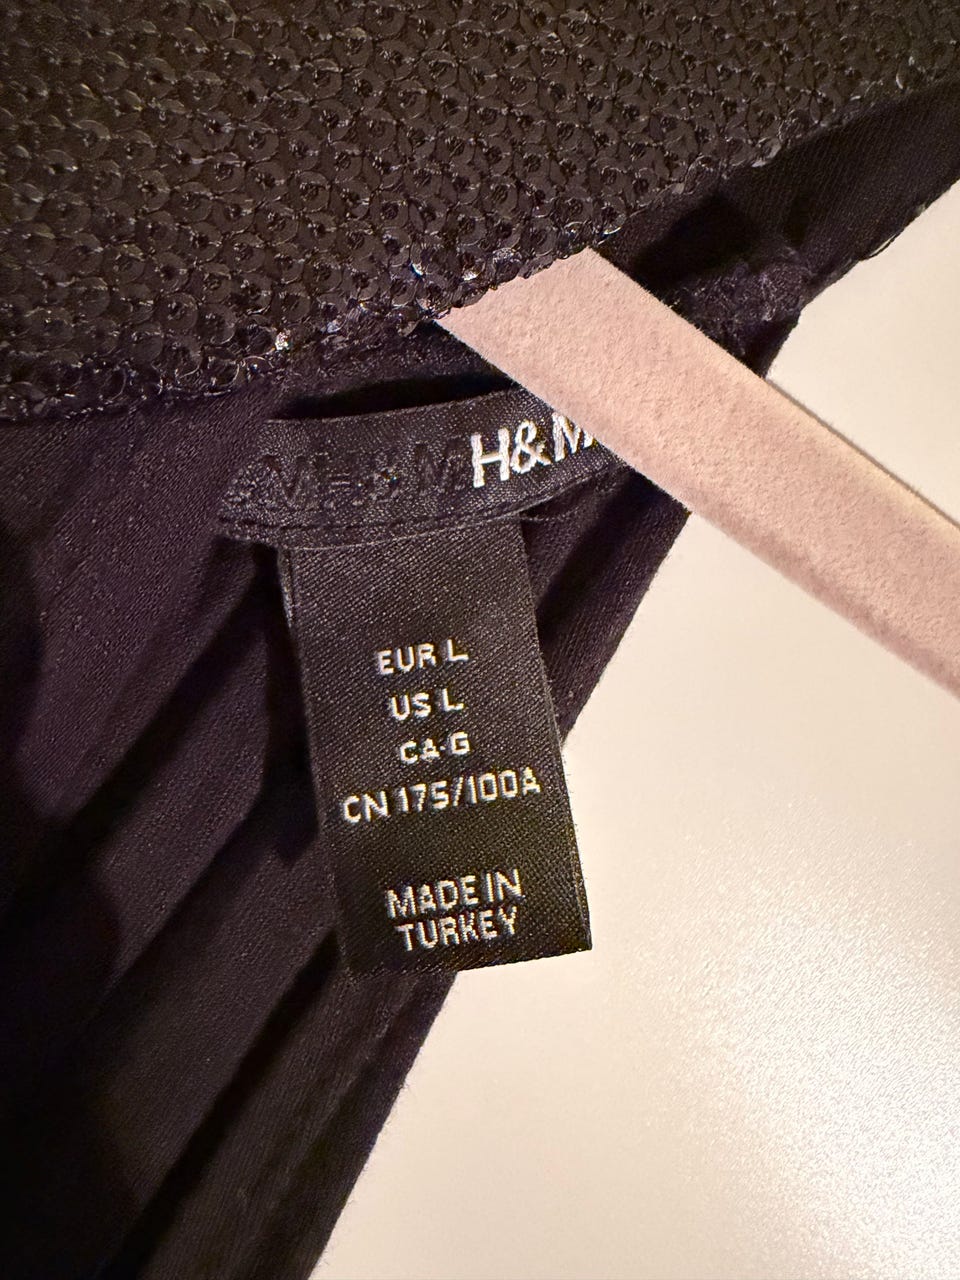 H&M
EUR L
US L
CA G
CN 175/100A
MADE IN
TURKEY